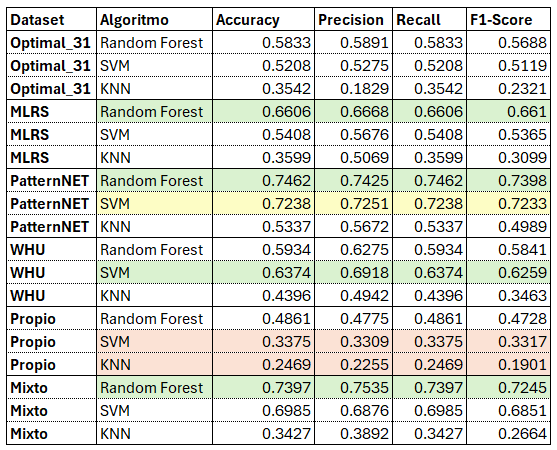 Dataset Algoritmo Accuracy Precision Recall F1-Score
Optimal_31 Random Forest 0.5833 0.5891 0.5833 0.5688
Optimal_31 SVM 0.5208 0.5275 0.5208 0.5119
Optimal_31 KNN 0.3542 0.1829 0.3542 0.2321
MLRS Random Forest 0.6606 0.6668 0.6606 0.661
MLRS SVM 0.5408 0.5676 0.5408 0.5365
MLRS KNN 0.3599 0.5069 0.3599 0.3099
PatternNET Random Forest 0.7462 0.7425 0.7462 0.7398
PatternNET SVM 0.7238 0.7251 0.7238 0.7233
PatternNET KNN 0.5337 0.5672 0.5337 0.4989
WHU Random Forest 0.5934 0.6275 0.5934 0.5841
WHU SVM 0.6374 0.6918 0.6374 0.6259
WHU KNN 0.4396 0.4942 0.4396 0.3463
Propio Random Forest 0.4861 0.4775 0.4861 0.4728
Propio SVM 0.3375 0.3309 0.3375 0.3317
Propio KNN 0.2469 0.2255 0.2469 0.1901
Mixto Random Forest 0.7397 0.7535 0.7397 0.7245
Mixto SVM 0.6985 0.6876 0.6985 0.6851
Mixto KNN 0.3427 0.3892 0.3427 0.2664